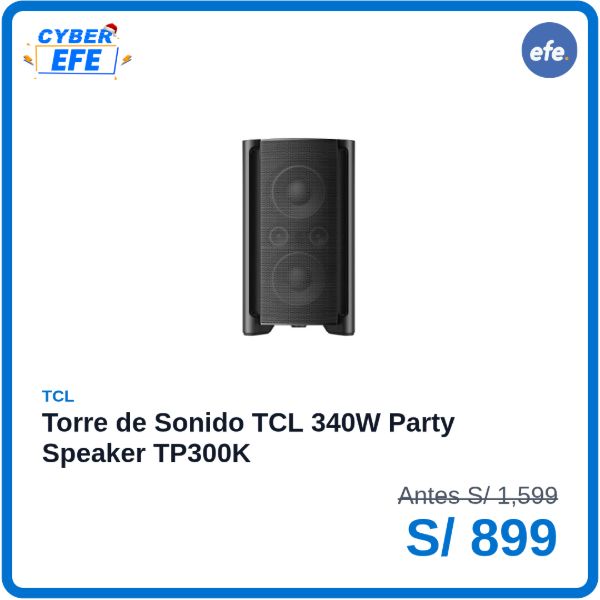 CYBER
EFE
efe.
TCL
Torre de Sonido TCL 340W Party
Speaker TP300K
Antes S/ 1,599
S/ 899